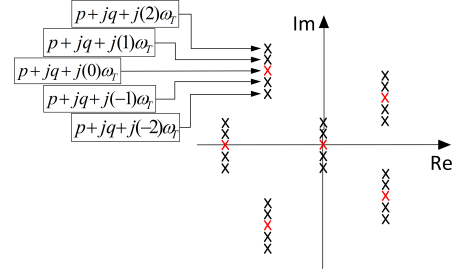 p + jq + j(2)ω_T
Im
p + jq + j(1)ω_T
p + jq + j(0)ω_T
p + jq + j(−1)ω_T
p + jq + j(−2)ω_T
Re